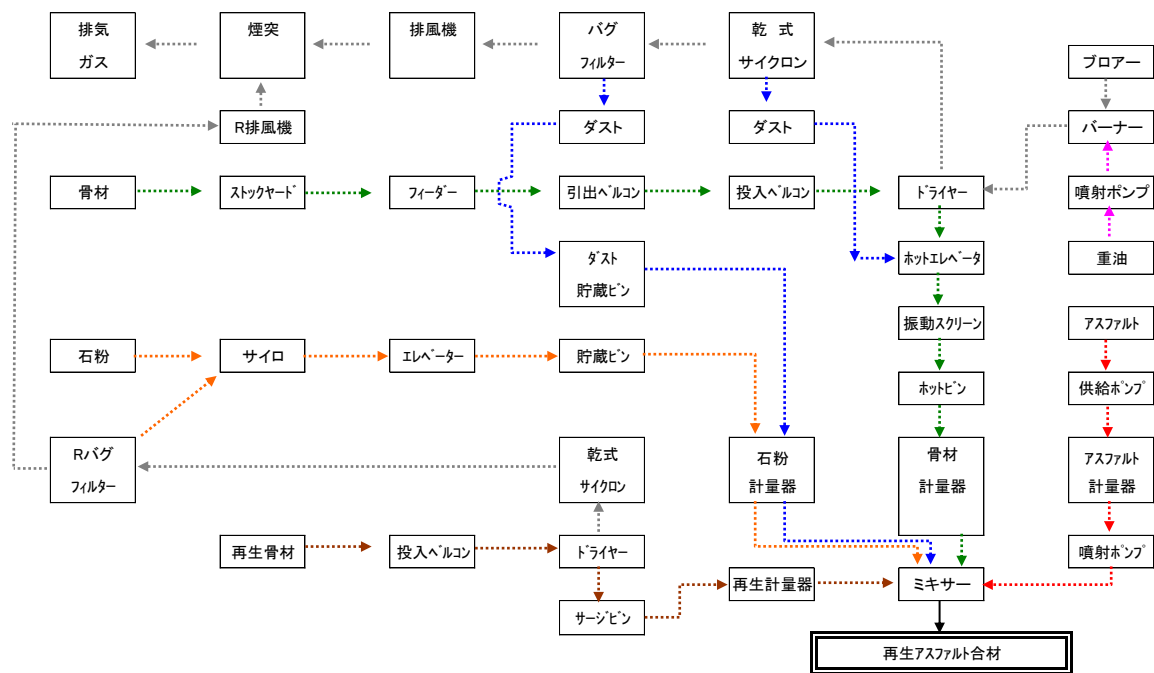 排気
ガス
煙突
排風機
バグ
フィルター
乾 式
サイクロン
ブロアー
R排風機
ダスト
ダスト
バーナー
骨材
ストックヤード
フィーダー
引出ベルコン
投入ベルコン
ドライヤー
噴射ポンプ
ダスト
貯蔵ビン
ホットエレベータ
重油
振動スクリーン
アスファルト
石粉
サイロ
エレベーター
貯蔵ビン
ホットビン
供給ポンプ
Rバグ
フィルター
乾式
サイクロン
石粉
計量器
骨材
計量器
アスファルト
計量器
再生骨材
投入ベルコン
ドライヤー
噴射ポンプ
再生計量器
ミキサー
サージビン
再生アスファルト合材